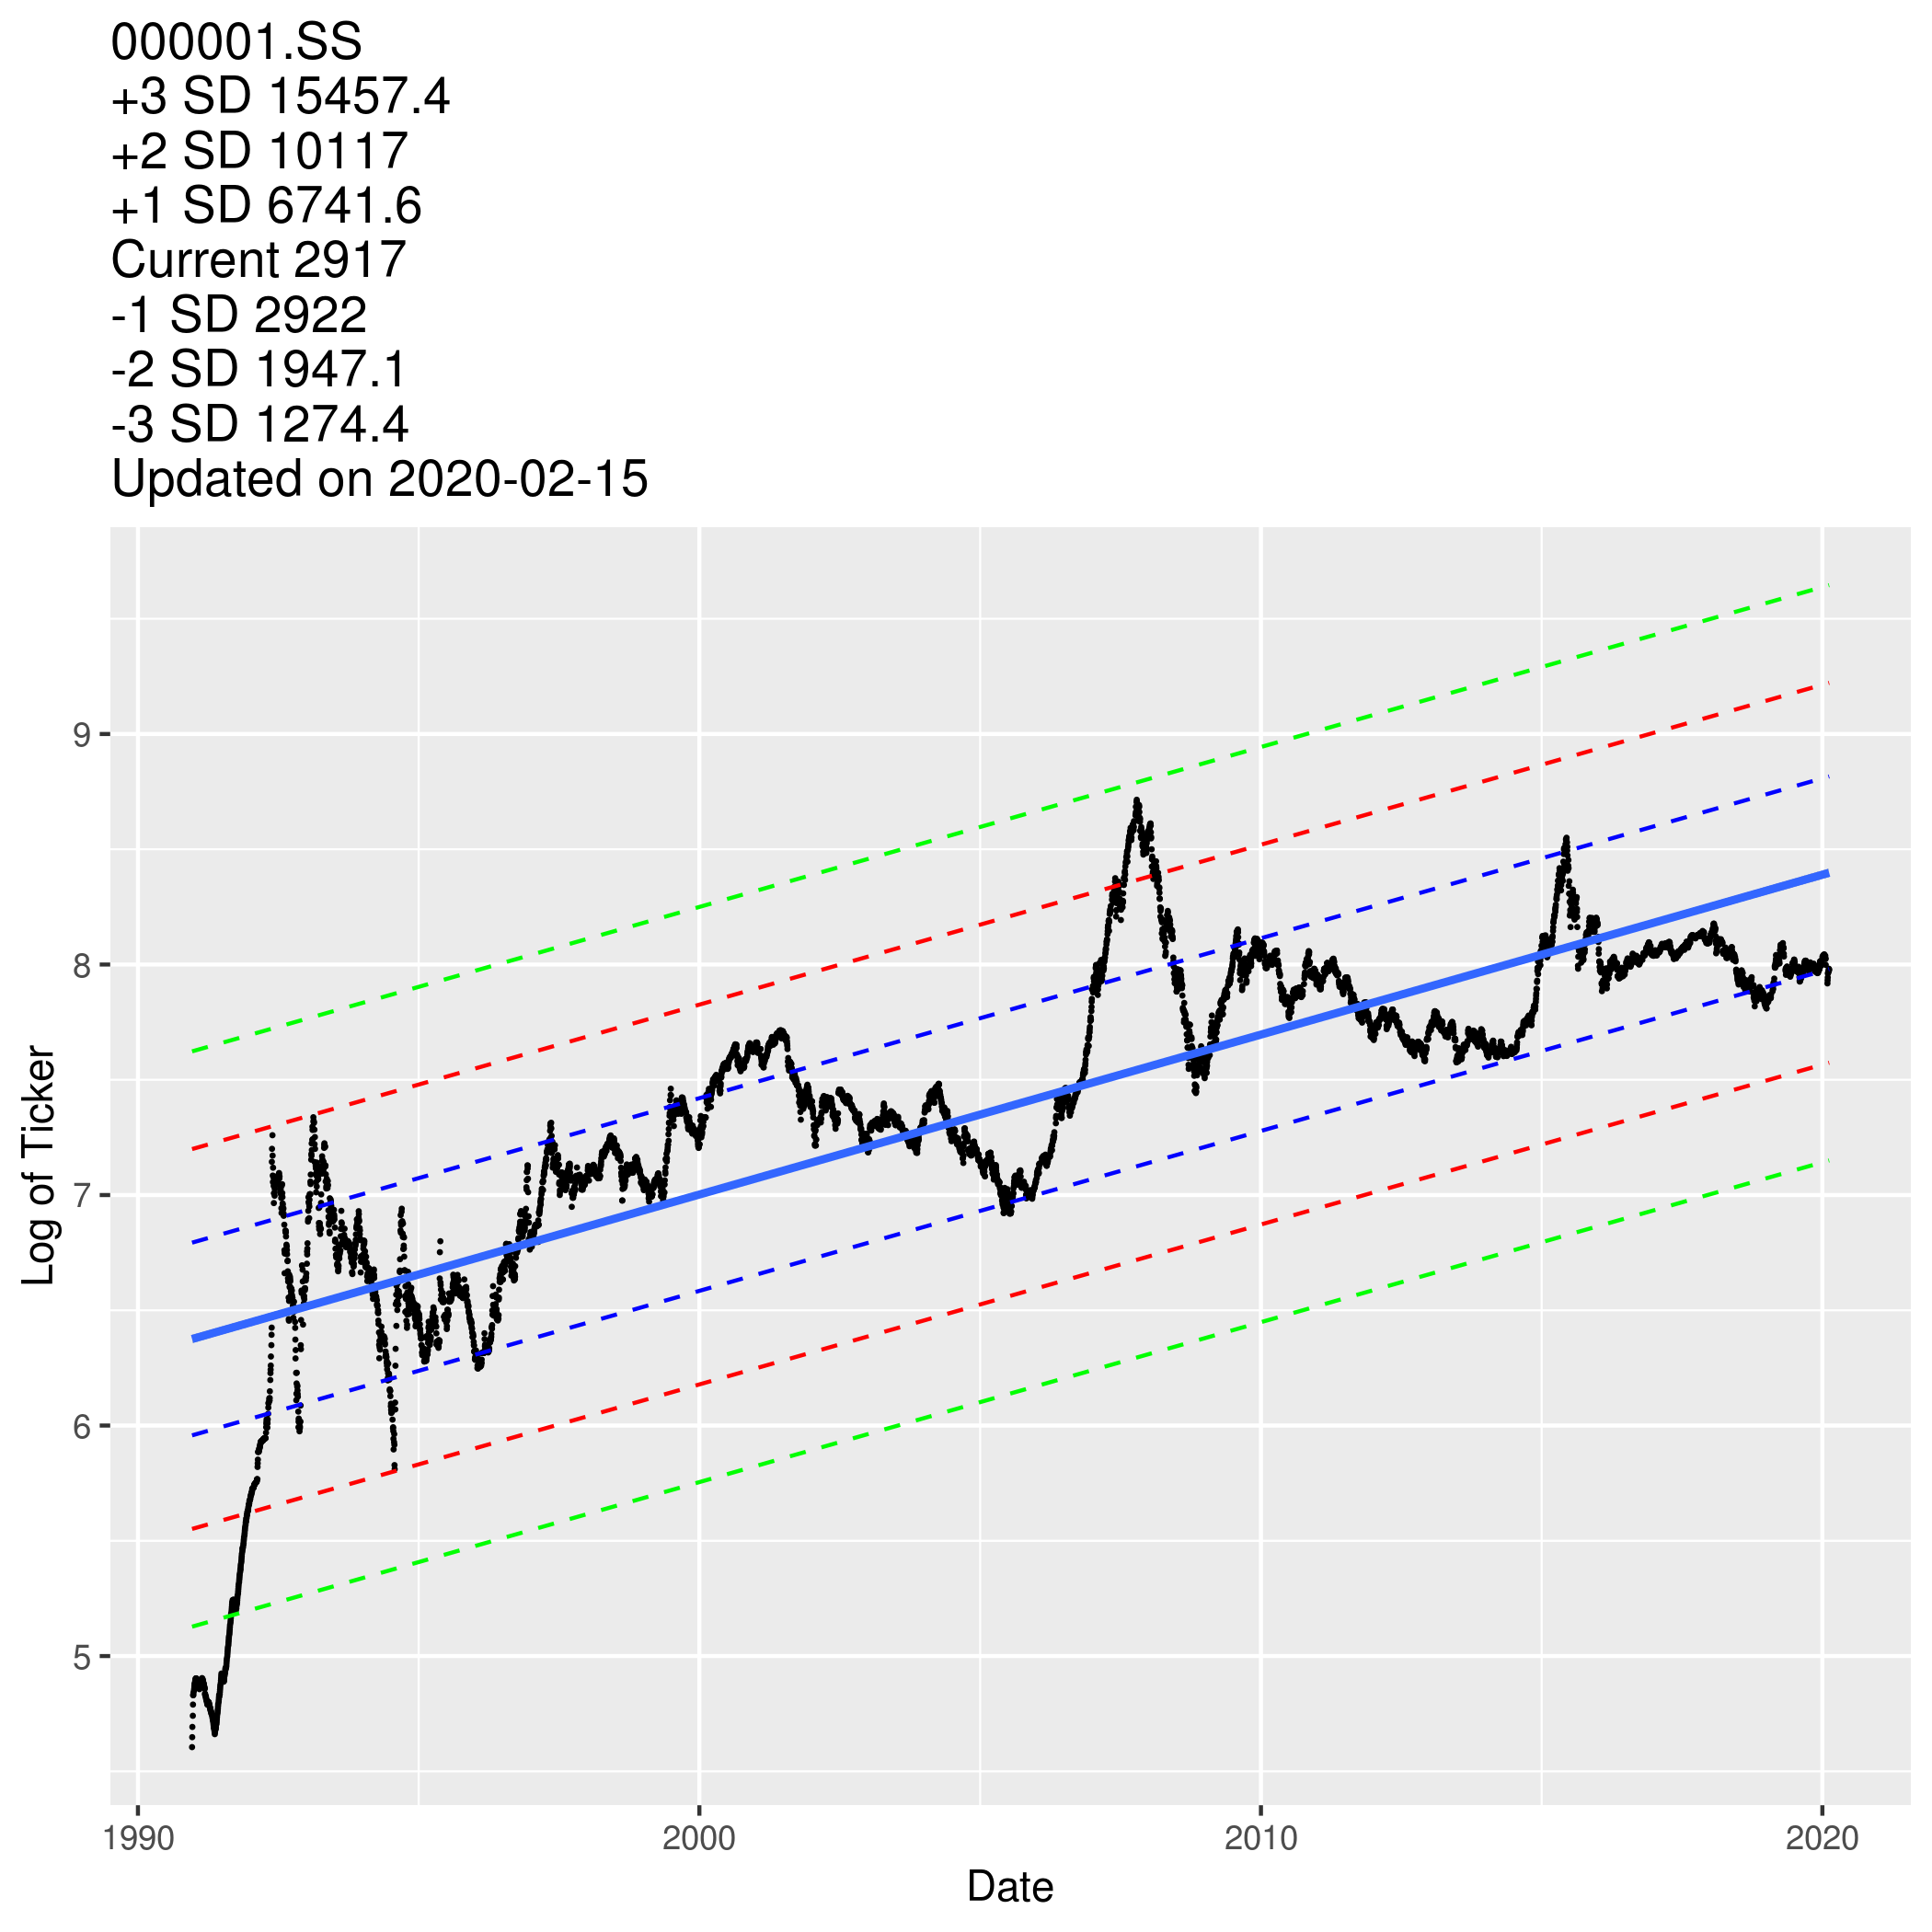 000001.SS
+3 SD 15457.4
+2 SD 10117
+1 SD 6741.6
Current 2917
-1 SD 2922
-2 SD 1947.1
-3 SD 1274.4
Updated on 2020-02-15
9
8
7
6
5
Log of Ticker
1990 2000 2010 2020
Date